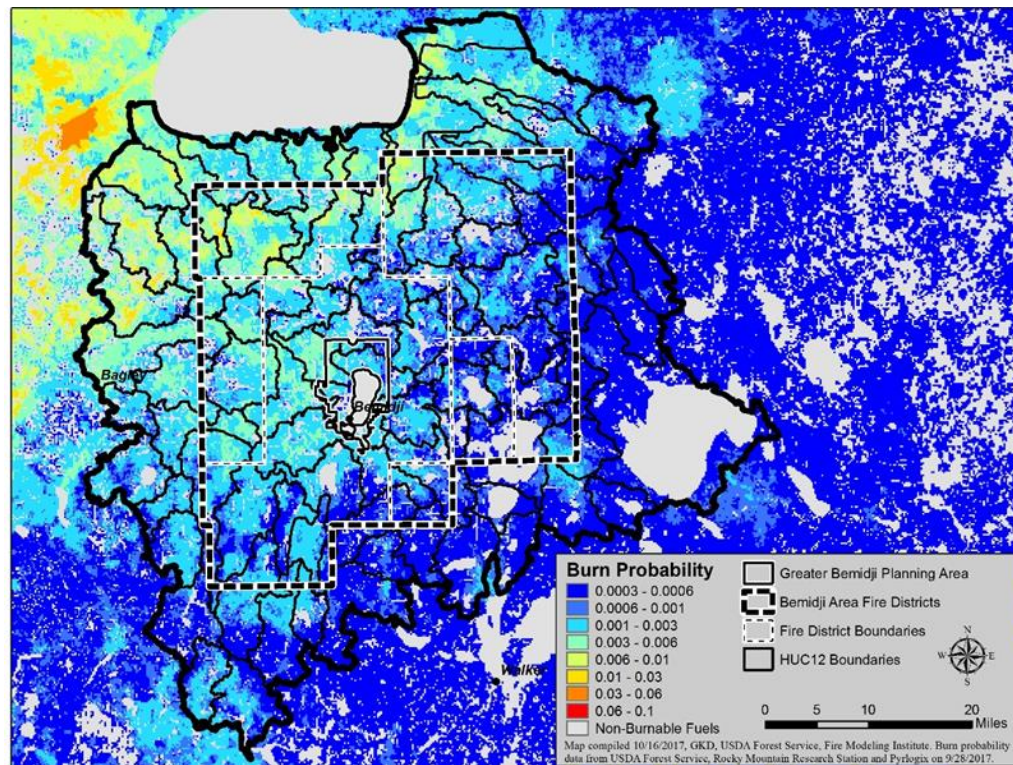 Bagley
Bemidji
Walker
Burn Probability
0.0003 - 0.0006
0.0006 - 0.001
0.001 - 0.003
0.003 - 0.006
0.006 - 0.01
0.01 - 0.03
0.03 - 0.06
0.06 - 0.1
Non-Burnable Fuels
Greater Bemidji Planning Area
Bemidji Area Fire Districts
Fire District Boundaries
HUC12 Boundaries
N
W E
S
0 5 10 20
Miles
Map compiled 10/16/2017, GKD, USDA Forest Service, Fire Modeling Institute. Burn probability
data from USDA Forest Service, Rocky Mountain Research Station and Pyrlogix on 9/28/2017.